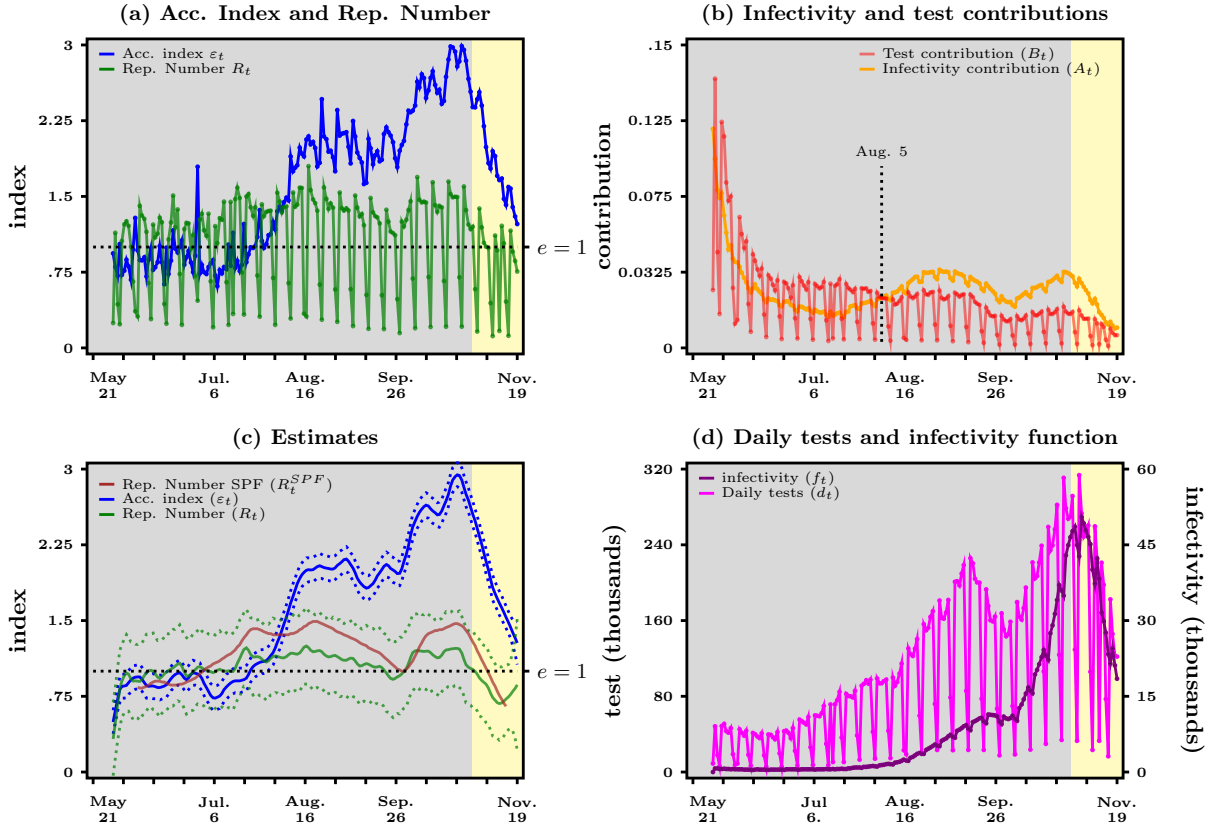 (a) Acc. Index and Rep. Number
3
2.25
1.5
.75
0
index
Acc. index εt
Rep. Number Rt
e = 1
May 21
Jul. 6
Aug. 16
Sep. 26
Nov. 19
(b) Infectivity and test contributions
.15
0.125
0.075
0.0325
0
contribution
Test contribution (Bt)
Infectivity contribution (At)
Aug. 5
May 21
Jul. 6
Aug. 16
Sep. 26
Nov. 19
(c) Estimates
3
2.25
1.5
.75
0
index
Rep. Number SPF (RtSPF)
Acc. index (εt)
Rep. Number (Rt)
e = 1
May 21
Jul. 6
Aug. 16
Sep. 26
Nov. 19
(d) Daily tests and infectivity function
320
240
160
80
0
test (thousands)
infectivity (ft)
Daily tests (dt)
60
45
30
15
0
infectivity (thousands)
May 21
Jul 6.
Aug. 16
Sep. 26
Nov. 19